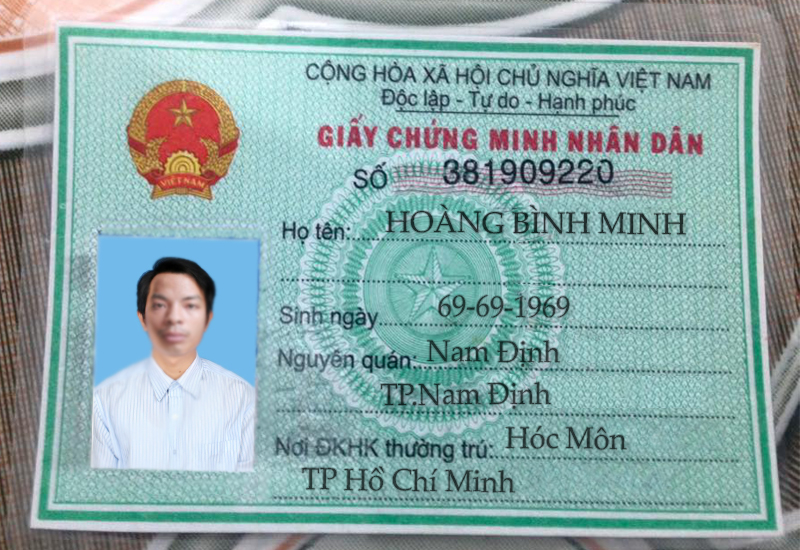 CỘNG HÒA XÃ HỘI CHỦ NGHĨA VIỆT NAM
Độc lập - Tự do - Hạnh phúc
GIẤY CHỨNG MINH NHÂN DÂN
SỐ 381909220
VIỆT NAM
Họ tên: HOÀNG BÌNH MINH
Sinh ngày 69-69-1969
Nguyên quán: Nam Định
TP.Nam Định
Nơi ĐKHK thường trú: Hóc Môn
TP Hồ Chí Minh